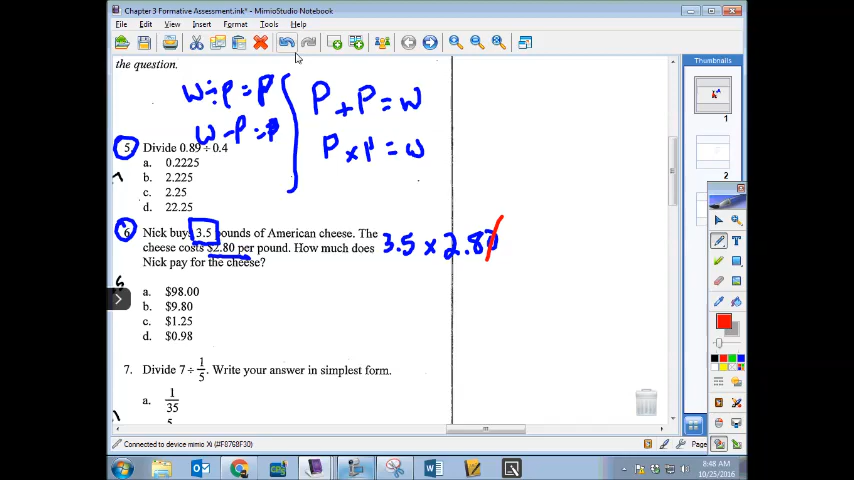 Chapter 3 Formative Assessment.ink* - MimioStudio Notebook
File Edit View Insert Format Tools Help
the question.
Thumbnails
w ÷ p = p
P + P = w
w - P = P
P x P = w
1
5. Divide 0.89 ÷ 0.4
a. 0.2225
b. 2.225
c. 2.25
d. 22.25
2
6. Nick buys 3.5 pounds of American cheese. The
cheese costs $2.80 per pound. How much does
Nick pay for the cheese?
3.5 x 2.80
a. $98.00
b. $9.80
c. $1.25
d. $0.98
7. Divide 7 ÷ 1/5. Write your answer in simplest form.
a. 1/35
Connected to device mimio Xi (#F8768F30)
Page
8:48 AM
10/25/2016